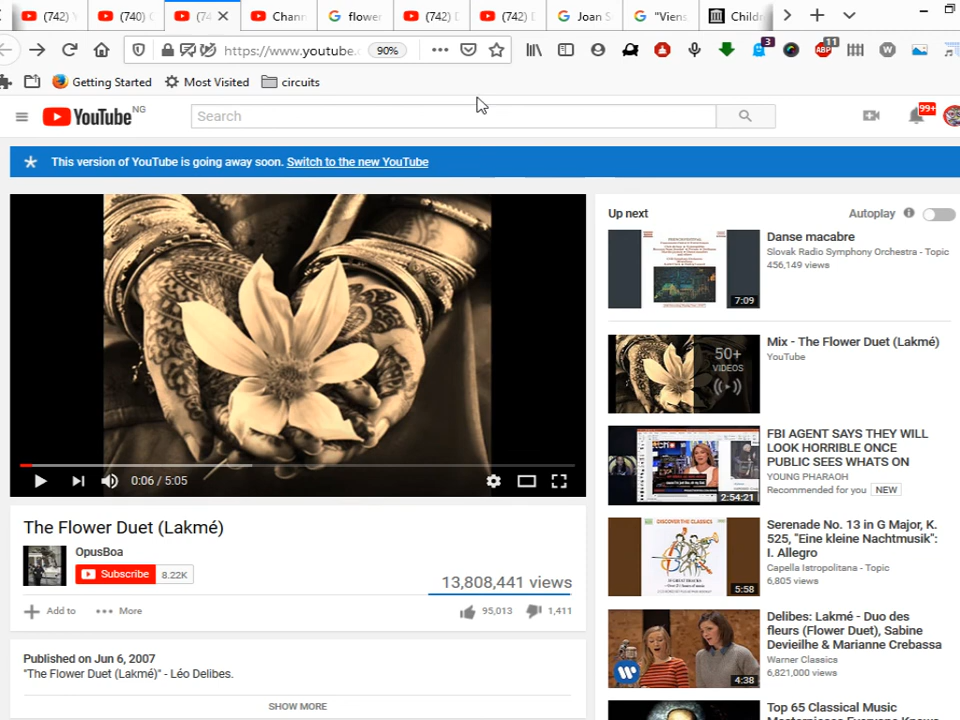 (742) Y
(740) C
(74
Chann
flower
(742) D
(742) D
Joan S
"Viens
Childr
https://www.youtube.c
90%
3
11
ABP
W
Getting Started
Most Visited
circuits
YouTube NG
Search
99+
This version of YouTube is going away soon. Switch to the new YouTube
0:06 / 5:05
The Flower Duet (Lakmé)
OpusBoa
Subscribe 8.22K
13,808,441 views
Add to
More
95,013
1,411
Published on Jun 6, 2007
"The Flower Duet (Lakmé)" - Léo Delibes.
SHOW MORE
Up next
Autoplay
7:09
Danse macabre
Slovak Radio Symphony Orchestra - Topic
456,149 views
50+
VIDEOS
Mix - The Flower Duet (Lakmé)
YouTube
2:54:21
FBI AGENT SAYS THEY WILL
LOOK HORRIBLE ONCE
PUBLIC SEES WHATS ON
YOUNG PHARAOH
Recommended for you NEW
DISCOVER THE CLASSICS
5:58
Serenade No. 13 in G Major, K.
525, "Eine kleine Nachtmusik":
I. Allegro
Capella Istropolitana - Topic
6,805 views
W
4:38
Delibes: Lakmé - Duo des
fleurs (Flower Duet), Sabine
Devieilhe & Marianne Crebassa
Warner Classics
6,821,000 views
Top 65 Classical Music